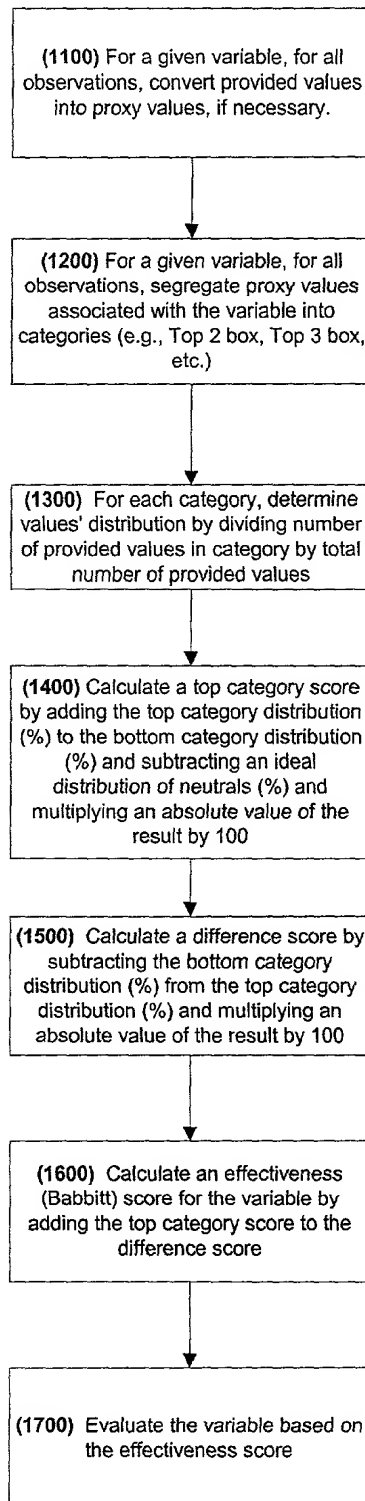 (1100) For a given variable, for all
observations, convert provided values
into proxy values, if necessary.
(1200) For a given variable, for all
observations, segregate proxy values
associated with the variable into
categories (e.g., Top 2 box, Top 3 box,
etc.)
(1300) For each category, determine
values' distribution by dividing number
of provided values in category by total
number of provided values
(1400) Calculate a top category score
by adding the top category distribution
(%) to the bottom category distribution
(%) and subtracting an ideal
distribution of neutrals (%) and
multiplying an absolute value of the
result by 100
(1500) Calculate a difference score by
subtracting the bottom category
distribution (%) from the top category
distribution (%) and multiplying an
absolute value of the result by 100
(1600) Calculate an effectiveness
(Babbitt) score for the variable by
adding the top category score to the
difference score
(1700) Evaluate the variable based on
the effectiveness score